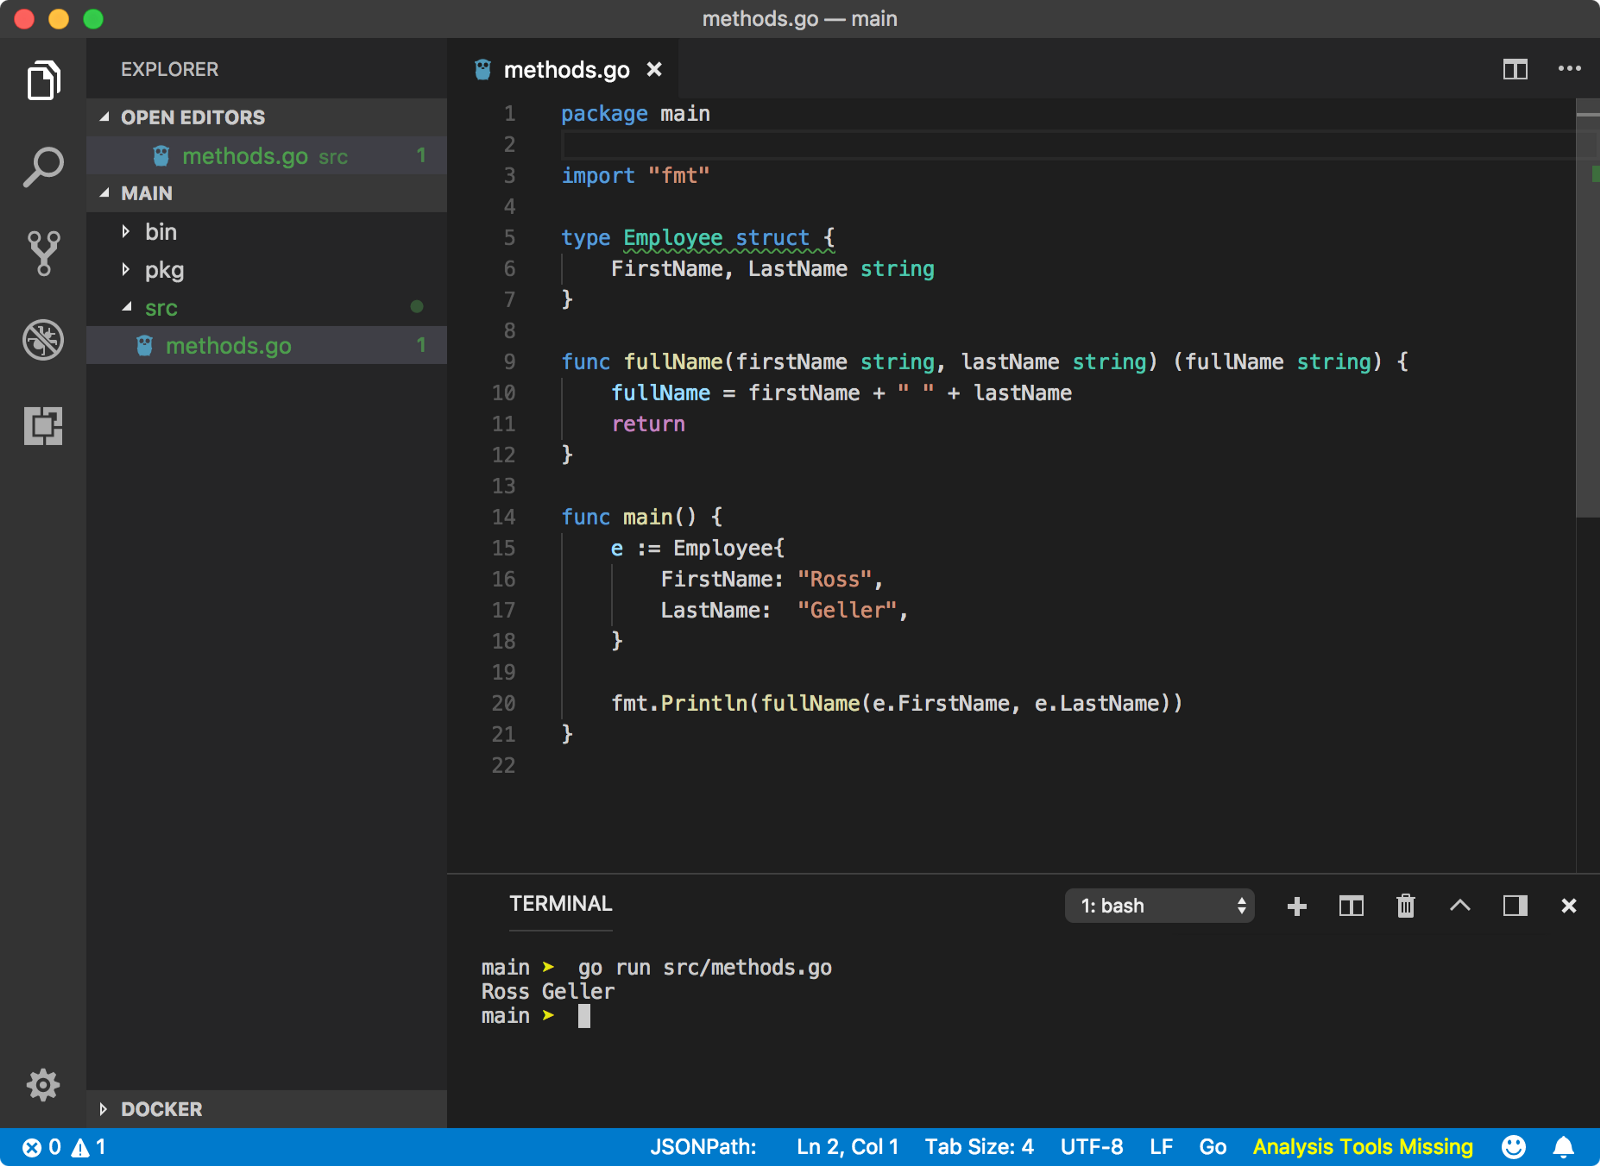 methods.go — main
EXPLORER
OPEN EDITORS
methods.go src 1
MAIN
bin
pkg
src
methods.go 1
DOCKER
methods.go
1 package main
2
3 import "fmt"
4
5 type Employee struct {
6 FirstName, LastName string
7 }
8
9 func fullName(firstName string, lastName string) (fullName string) {
10 fullName = firstName + " " + lastName
11 return
12 }
13
14 func main() {
15 e := Employee{
16 FirstName: "Ross",
17 LastName:  "Geller",
18 }
19
20 fmt.Println(fullName(e.FirstName, e.LastName))
21 }
22
TERMINAL
1: bash
main ➤ go run src/methods.go
Ross Geller
main ➤
0 1 JSONPath: Ln 2, Col 1 Tab Size: 4 UTF-8 LF Go Analysis Tools Missing